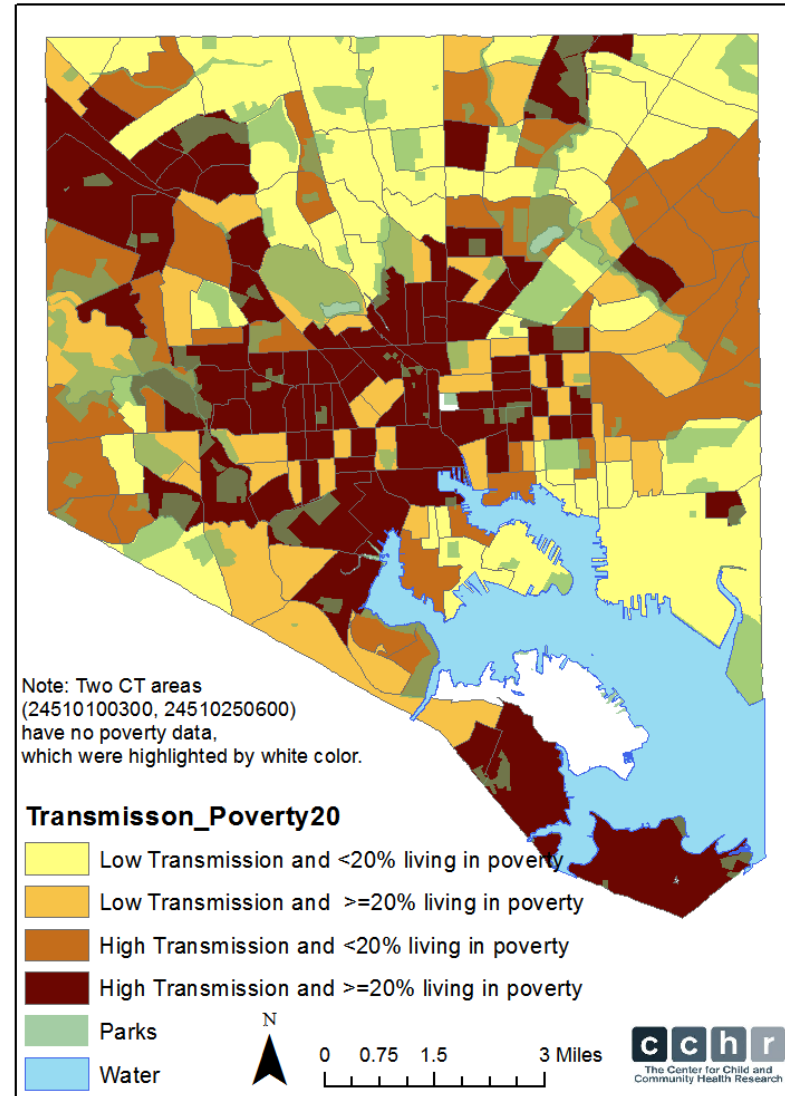 Note: Two CT areas
(24510100300, 24510250600)
have no poverty data,
which were highlighted by white color.
Transmisson_Poverty20
Low Transmission and <20% living in poverty
Low Transmission and >=20% living in poverty
High Transmission and <20% living in poverty
High Transmission and >=20% living in poverty
Parks
Water
N
0 0.75 1.5 3 Miles
cchr
The Center for Child and
Community Health Research